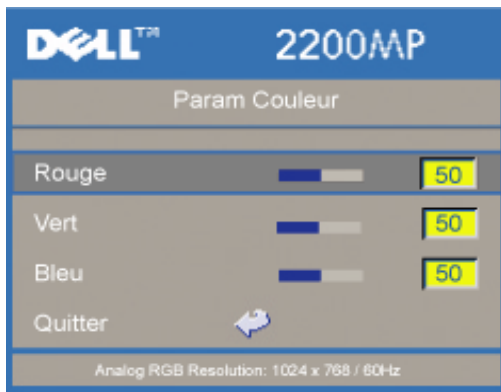 DELL™ 2200MP
Param Couleur
Rouge 50
Vert 50
Bleu 50
Quitter
Analog RGB Resolution: 1024 x 768 / 60Hz